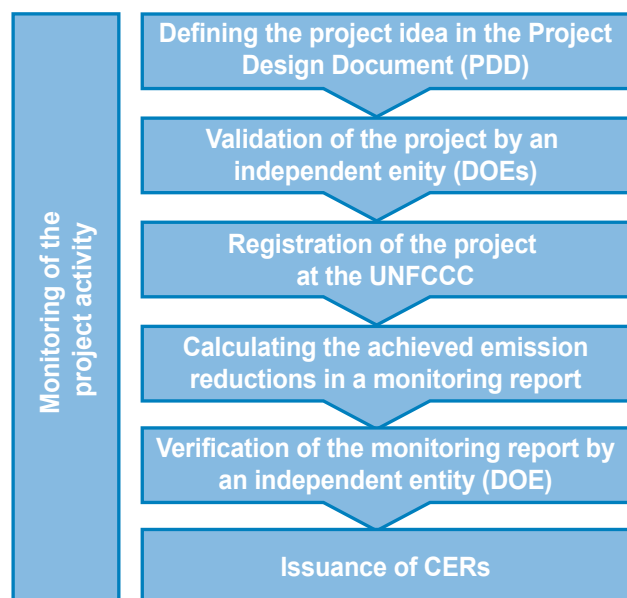 Monitoring of the
project activity
Defining the project idea in the Project
Design Document (PDD)
Validation of the project by an
independent enity (DOEs)
Registration of the project
at the UNFCCC
Calculating the achieved emission
reductions in a monitoring report
Verification of the monitoring report by
an independent entity (DOE)
Issuance of CERs